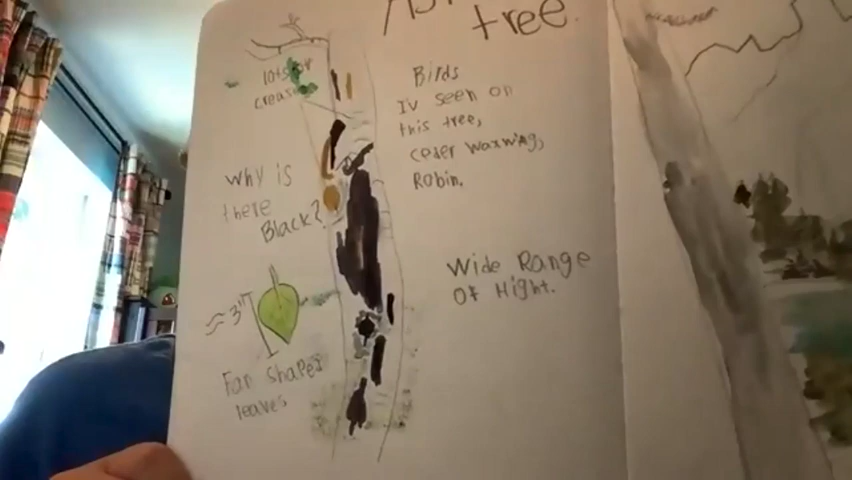 tree.
lots of
creases
Birds
IV seen on
this tree,
ceder waxwing,
Robin.
Why is
there
Black?
Wide Range
Of Hight.
≈ 3"
Fan shaped
leaves